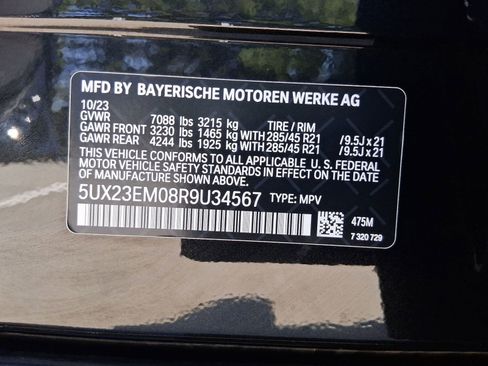 MFD BY BAYERISCHE MOTOREN WERKE AG
10/23
GVWR 7088 lbs 3215 kg TIRE / RIM
GAWR FRONT 3230 lbs 1465 kg WITH 285/45 R21 / 9.5J x 21
GAWR REAR 4244 lbs 1925 kg WITH 285/45 R21 / 9.5J x 21
THIS VEHICLE CONFORMS TO ALL APPLICABLE U. S. FEDERAL
MOTOR VEHICLE SAFETY STANDARDS IN EFFECT ON THE DATE OF
MANUFACTURE SHOWN ABOVE.
5UX23EM08R9U34567 TYPE: MPV
475M
7 320 729